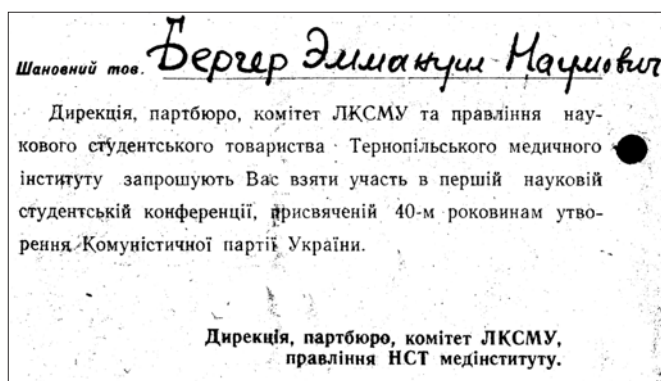 Шановний тов. Бергер Эммануил Наумович
Дирекція, партбюро, комітет ЛКСМУ та правління нау-
кового студентського товариства Тернопільського медичного
інституту запрошують Вас взяти участь в першій науковій
студентській конференції, присвяченій 40-м роковинам утво-
рення Комуністичної партії України.
Дирекція, партбюро, комітет ЛКСМУ,
правління НСТ медінституту.